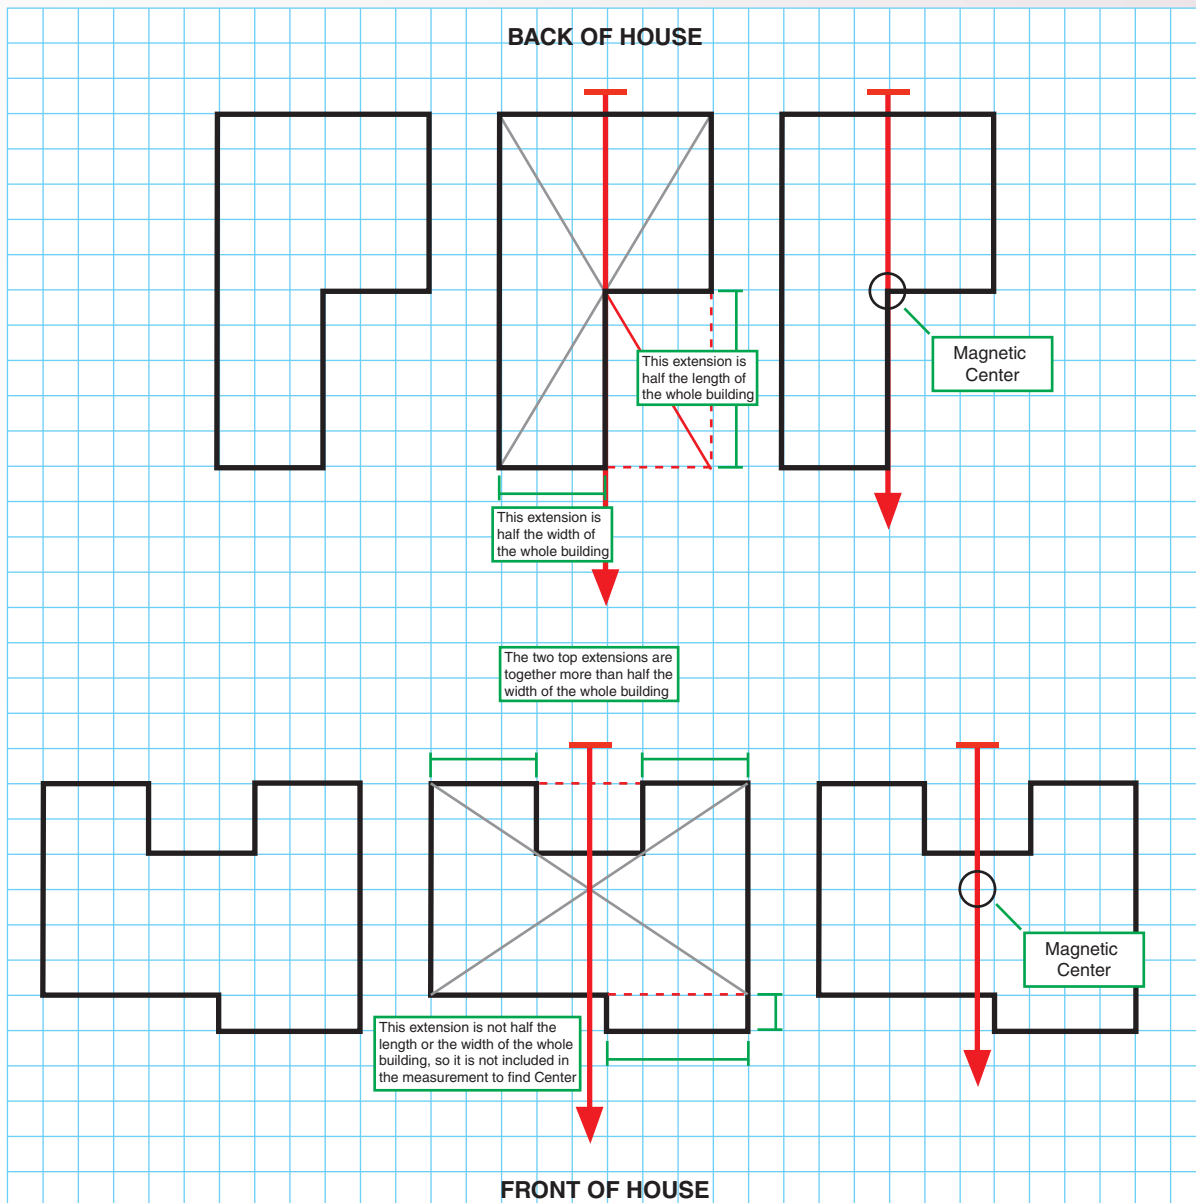 BACK OF HOUSE
This extension is
half the length of
the whole building
Magnetic
Center
This extension is
half the width of
the whole building
The two top extensions are
together more than half the
width of the whole building
Magnetic
Center
This extension is not half the
length or the width of the whole
building, so it is not included in
the measurement to find Center
FRONT OF HOUSE